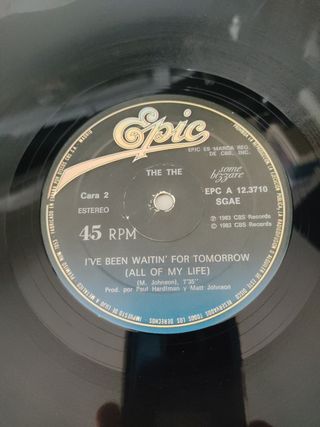 Epic
EPIC ES MARCA REG.
DE CBS, INC.
THE THE
some
bizzare
Cara 2
ESTEREO
EPC A 12.3710
SGAE
45 RPM
℗ 1983 CBS Records
© 1983 CBS Records
I'VE BEEN WAITIN' FOR TOMORROW
(ALL OF MY LIFE)
(M. Johnson), 7'35"
Prod. por Paul Hardiman y Matt Johnson